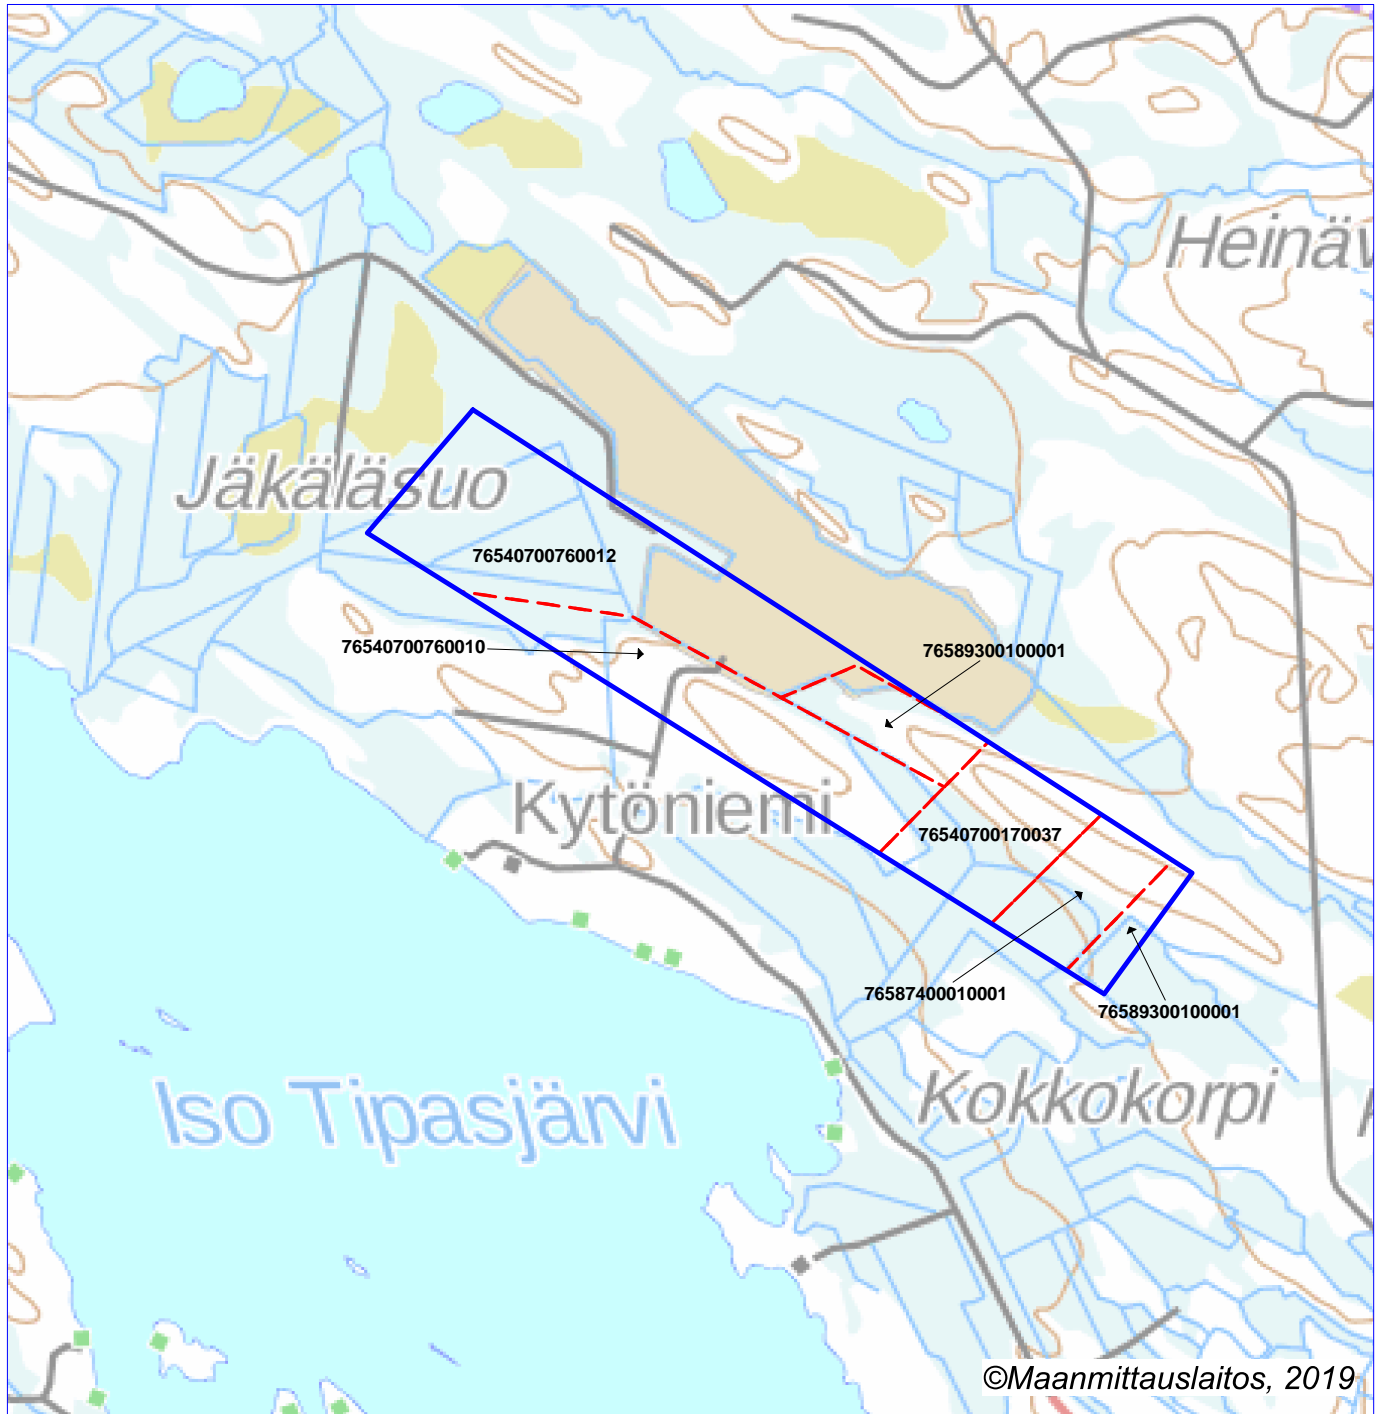 Heinäv
Jäkäläsuo
76540700760012
76540700760010
76589300100001
Kytöniemi
76540700170037
76587400010001
76589300100001
Iso Tipasjärvi
Kokkokorpi
©Maanmittauslaitos, 2019